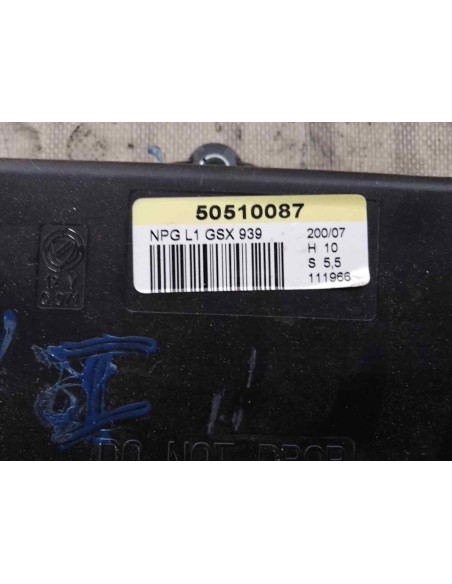 50510087
NPG L1 GSX 939
200/07
H 10
S 5,5
111966
DO NOT DROP